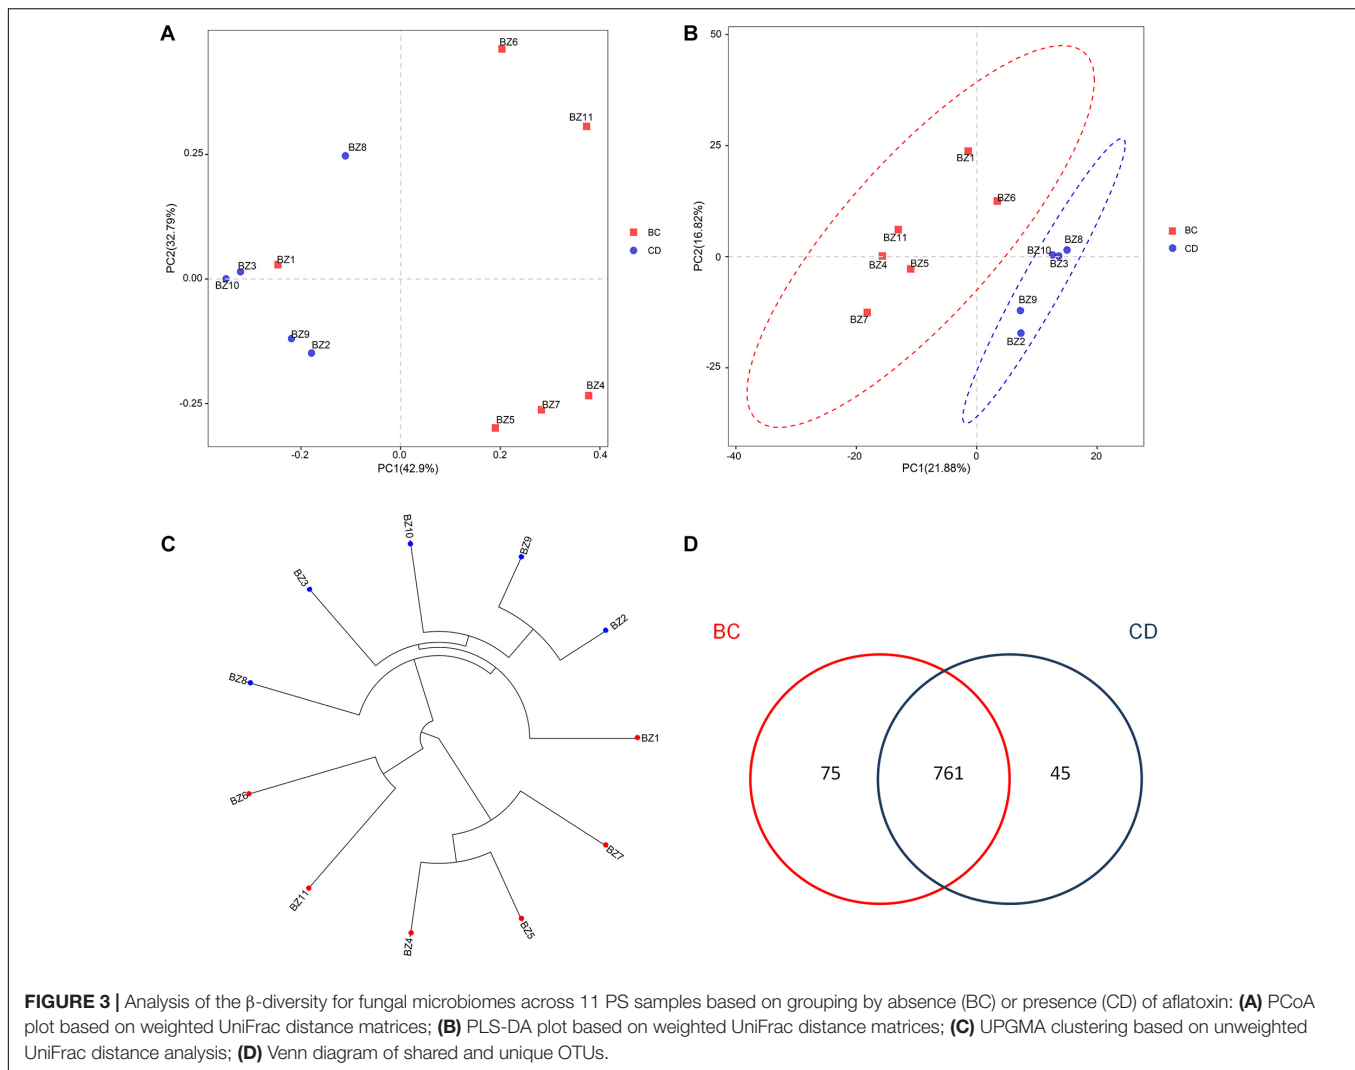 A
BZ6
BZ11
BZ8
0.25
PC2(32.79%)
BC
CD
BZ3
BZ1
0.00
BZ10
BZ9
BZ2
BZ4
-0.25
BZ7
BZ5
-0.2
0.0
0.2
0.4
PC1(42.9%)
B
50
25
BZ1
PC2(16.82%)
BZ6
BC
BZ11
BZ8
CD
BZ10
0
BZ4
BZ5
BZ3
BZ9
BZ7
BZ2
-25
-40
-20
0
20
PC1(21.88%)
C
BZ10
BZ9
BZ3
BZ2
BZ8
BZ1
BZ6
BZ7
BZ11
BZ5
BZ4
D
BC
CD
75
761
45
FIGURE 3 | Analysis of the β-diversity for fungal microbiomes across 11 PS samples based on grouping by absence (BC) or presence (CD) of aflatoxin: (A) PCoA
plot based on weighted UniFrac distance matrices; (B) PLS-DA plot based on weighted UniFrac distance matrices; (C) UPGMA clustering based on unweighted
UniFrac distance analysis; (D) Venn diagram of shared and unique OTUs.